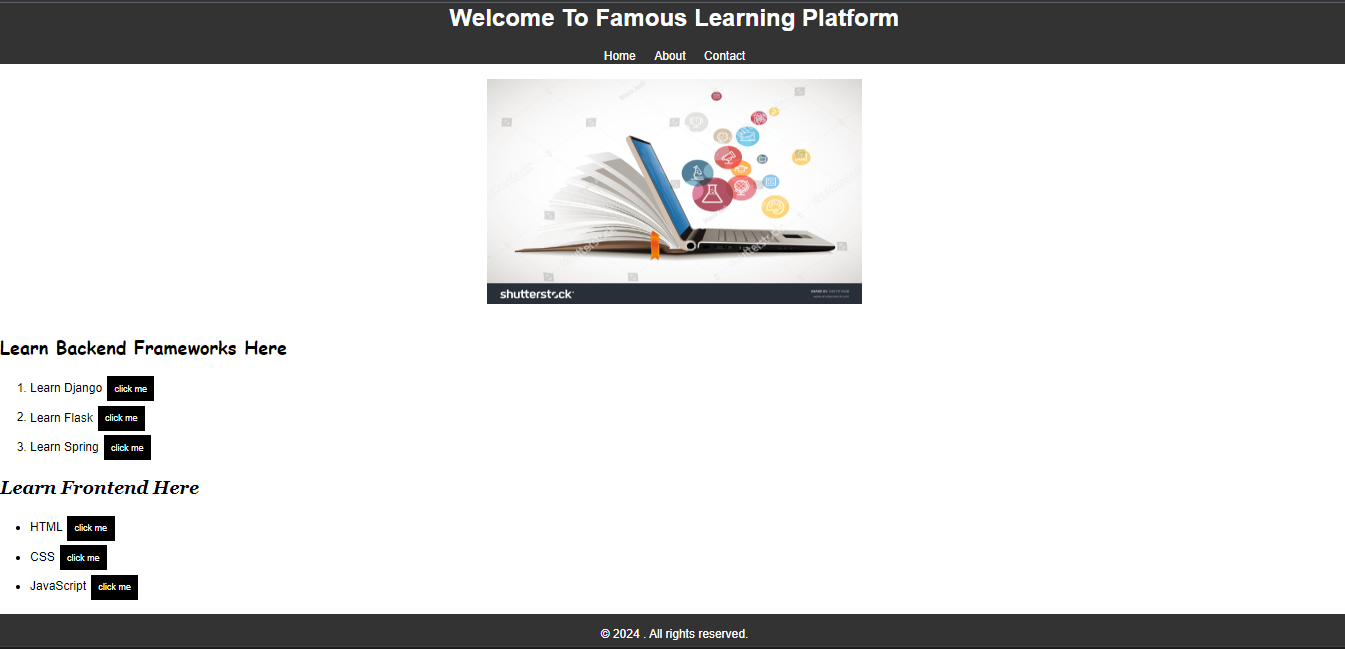 Welcome To Famous Learning Platform
Home About Contact
shutterstock
Learn Backend Frameworks Here
1. Learn Django click me
2. Learn Flask click me
3. Learn Spring click me
Learn Frontend Here
• HTML click me
• CSS click me
• JavaScript click me
© 2024 . All rights reserved.